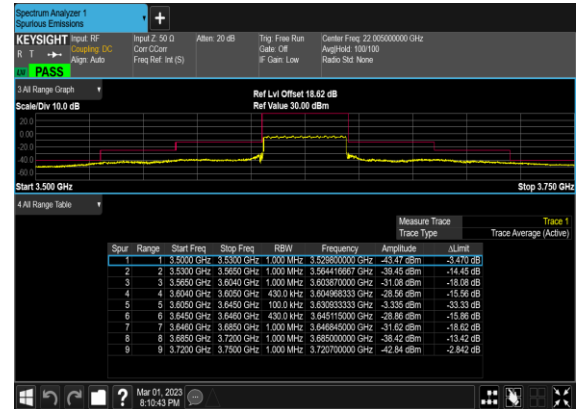 Spectrum Analyzer 1
Spurious Emissions
+
KEYSIGHT Input: RF Input Z: 50 Ω Atten: 20 dB Trig: Free Run Center Freq: 22.005000000 GHz
R T Coupling: DC Corr CCorr Gate: Off Avg|Hold: 100/100
Align: Auto Freq Ref: Int (S) IF Gain: Low Radio Std: None
PASS
3 All Range Graph
Ref Lvl Offset 18.62 dB
Scale/Div 10.0 dB Ref Value 30.00 dBm
20.0
0.00
-20.0
-40.0
-60.0
Start 3.500 GHz Stop 3.750 GHz
4 All Range Table
Measure Trace Trace 1
Trace Type Trace Average (Active)
Spur Range Start Freq Stop Freq RBW Frequency Amplitude ΔLimit
1 1 3.5000 GHz 3.5300 GHz 1.000 MHz 3.529800000 GHz -43.47 dBm -3.470 dB
2 2 3.5300 GHz 3.5650 GHz 1.000 MHz 3.564416667 GHz -39.45 dBm -14.45 dB
3 3 3.5650 GHz 3.6040 GHz 1.000 MHz 3.603870000 GHz -31.08 dBm -18.08 dB
4 4 3.6040 GHz 3.6050 GHz 430.0 kHz 3.604968333 GHz -28.56 dBm -15.56 dB
5 5 3.6050 GHz 3.6450 GHz 100.0 kHz 3.630933333 GHz -3.335 dBm -33.33 dB
6 6 3.6450 GHz 3.6460 GHz 430.0 kHz 3.645115000 GHz -28.86 dBm -15.86 dB
7 7 3.6460 GHz 3.6850 GHz 1.000 MHz 3.646845000 GHz -31.62 dBm -18.62 dB
8 8 3.6850 GHz 3.7200 GHz 1.000 MHz 3.685000000 GHz -38.42 dBm -13.42 dB
9 9 3.7200 GHz 3.7500 GHz 1.000 MHz 3.720700000 GHz -42.84 dBm -2.842 dB
? Mar 01, 2023
8:10:43 PM